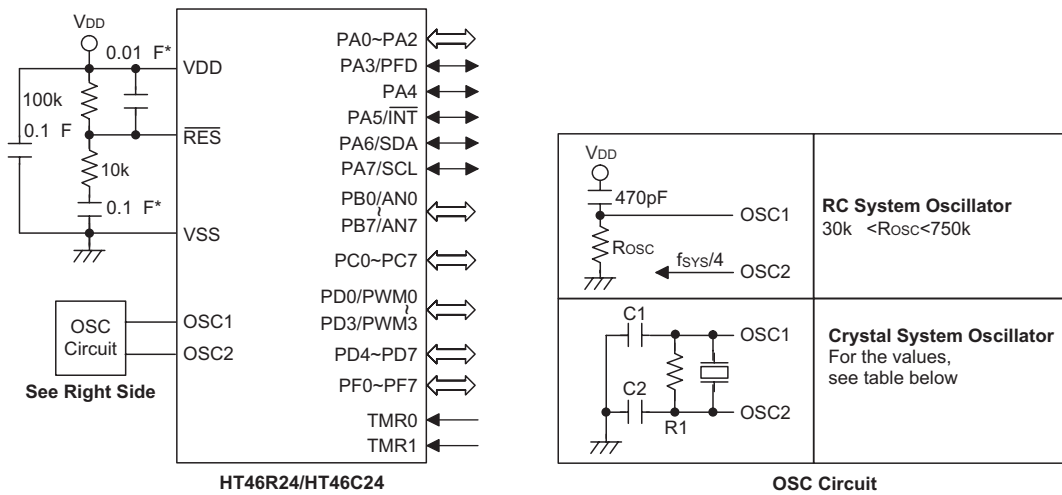 VDD
0.01 F*
VDD
100k
0.1 F
RES
10k
0.1 F*
VSS
OSC
Circuit
OSC1
OSC2
See Right Side
PA0~PA2
PA3/PFD
PA4
PA5/INT
PA6/SDA
PA7/SCL
PB0/AN0
~
PB7/AN7
PC0~PC7
PD0/PWM0
~
PD3/PWM3
PD4~PD7
PF0~PF7
TMR0
TMR1
HT46R24/HT46C24
VDD
470pF
OSC1
ROSC
fSYS/4
OSC2
RC System Oscillator
30k <ROSC<750k
C1
OSC1
C2
R1
OSC2
Crystal System Oscillator
For the values,
see table below
OSC Circuit